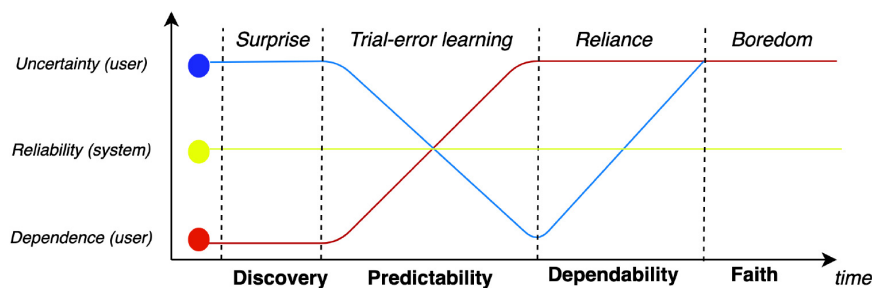 Surprise
Trial-error learning
Reliance
Boredom
Uncertainty (user)
Reliability (system)
Dependence (user)
Discovery
Predictability
Dependability
Faith
time